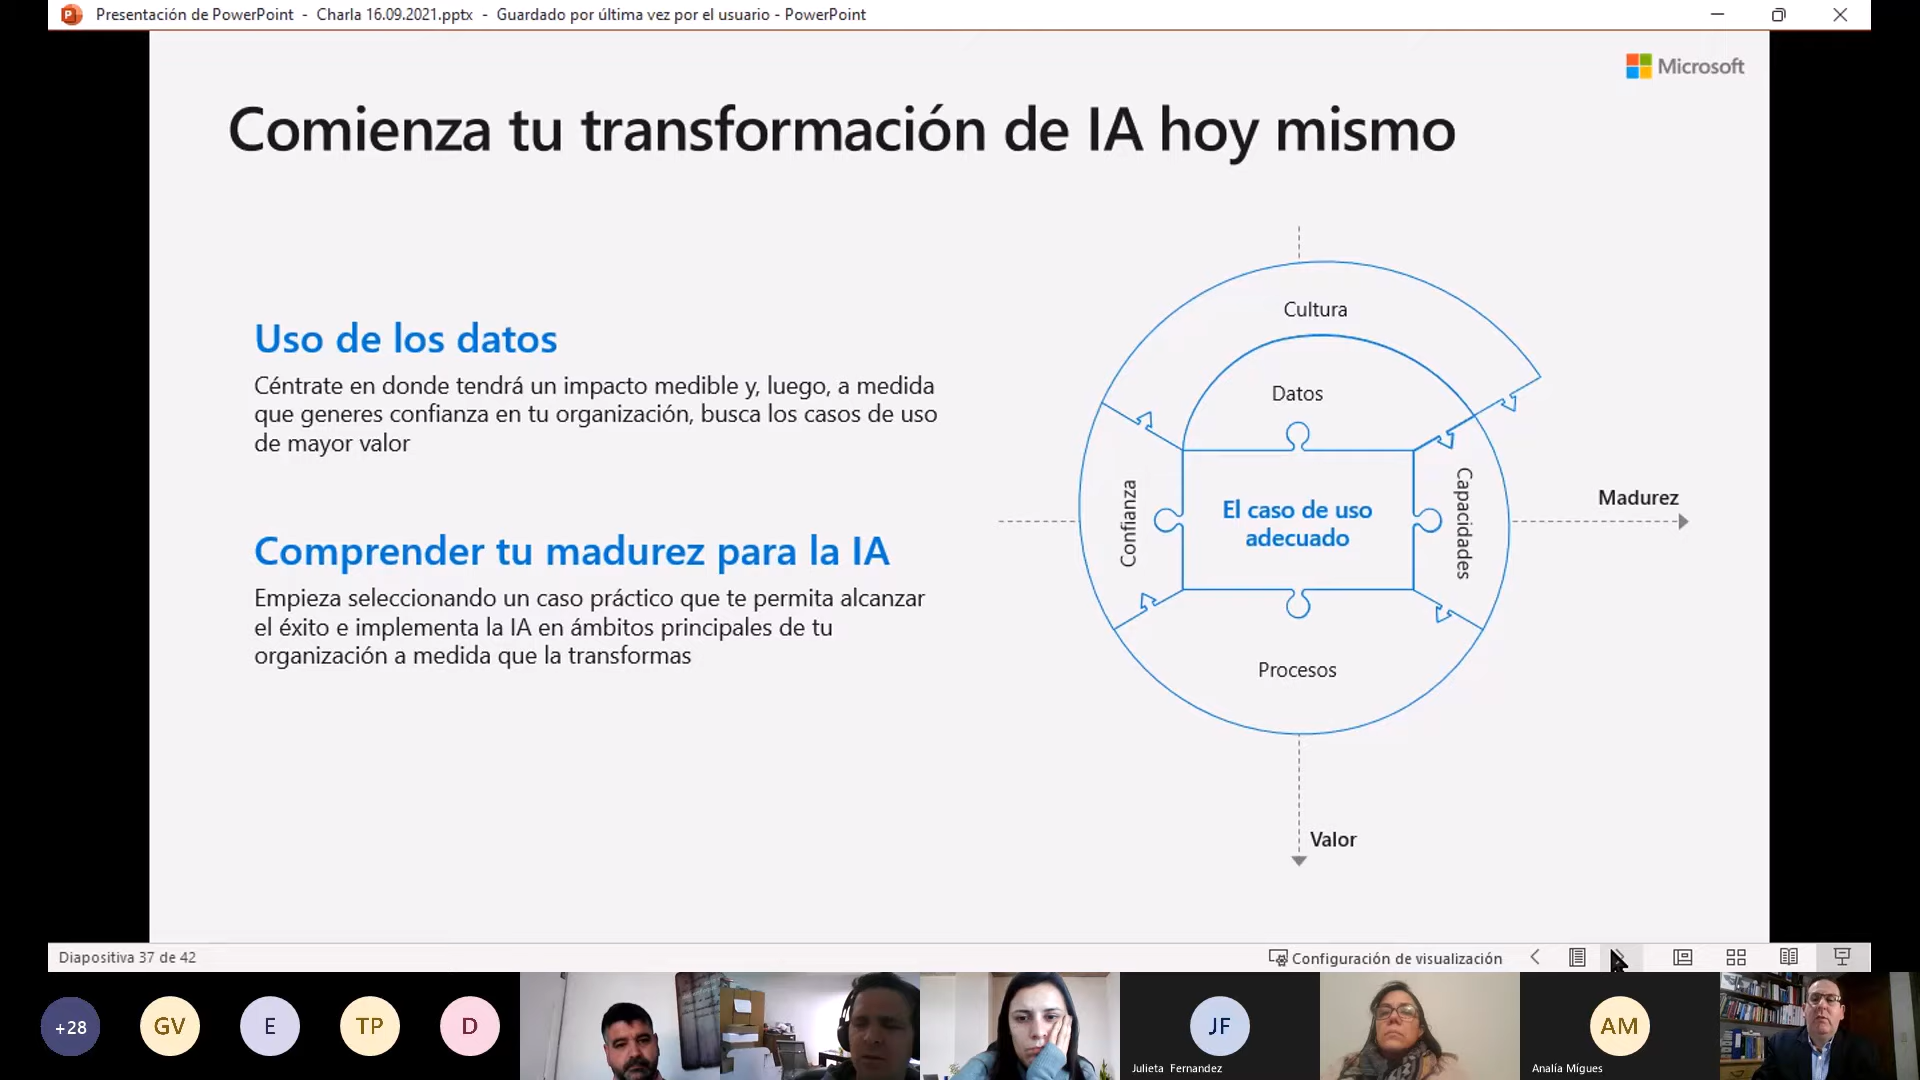 Presentación de PowerPoint - Charla 16.09.2021.pptx - Guardado por última vez por el usuario - PowerPoint
Microsoft
Comienza tu transformación de IA hoy mismo
Uso de los datos
Céntrate en donde tendrá un impacto medible y, luego, a medida
que generes confianza en tu organización, busca los casos de uso
de mayor valor
Comprender tu madurez para la IA
Empieza seleccionando un caso práctico que te permita alcanzar
el éxito e implementa la IA en ámbitos principales de tu
organización a medida que la transformas
Cultura
Datos
Confianza
El caso de uso
adecuado
Capacidades
Madurez
Procesos
Valor
Diapositiva 37 de 42
Configuración de visualización
+28
GV
E
TP
D
JF
Julieta Fernandez
AM
Analía Migues